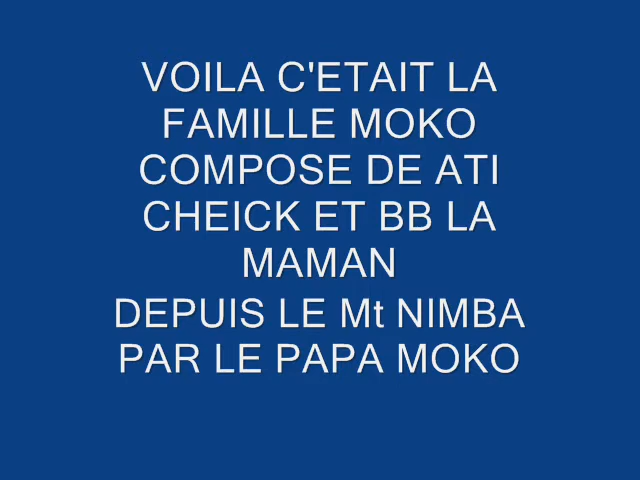 VOILA C'ETAIT LA
FAMILLE MOKO
COMPOSE DE ATI
CHEICK ET BB LA
MAMAN
DEPUIS LE Mt NIMBA
PAR LE PAPA MOKO